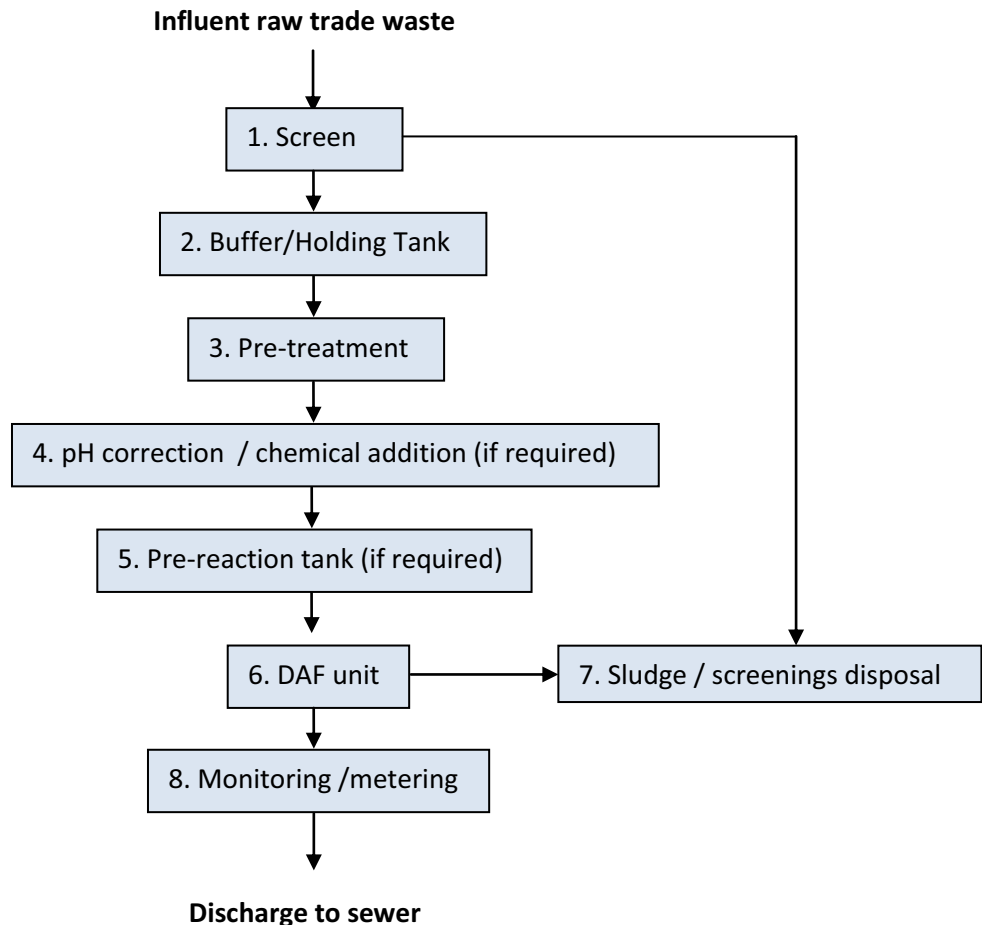 Influent raw trade waste
1. Screen
2. Buffer/Holding Tank
3. Pre-treatment
4. pH correction / chemical addition (if required)
5. Pre-reaction tank (if required)
6. DAF unit
7. Sludge / screenings disposal
8. Monitoring /metering
Discharge to sewer